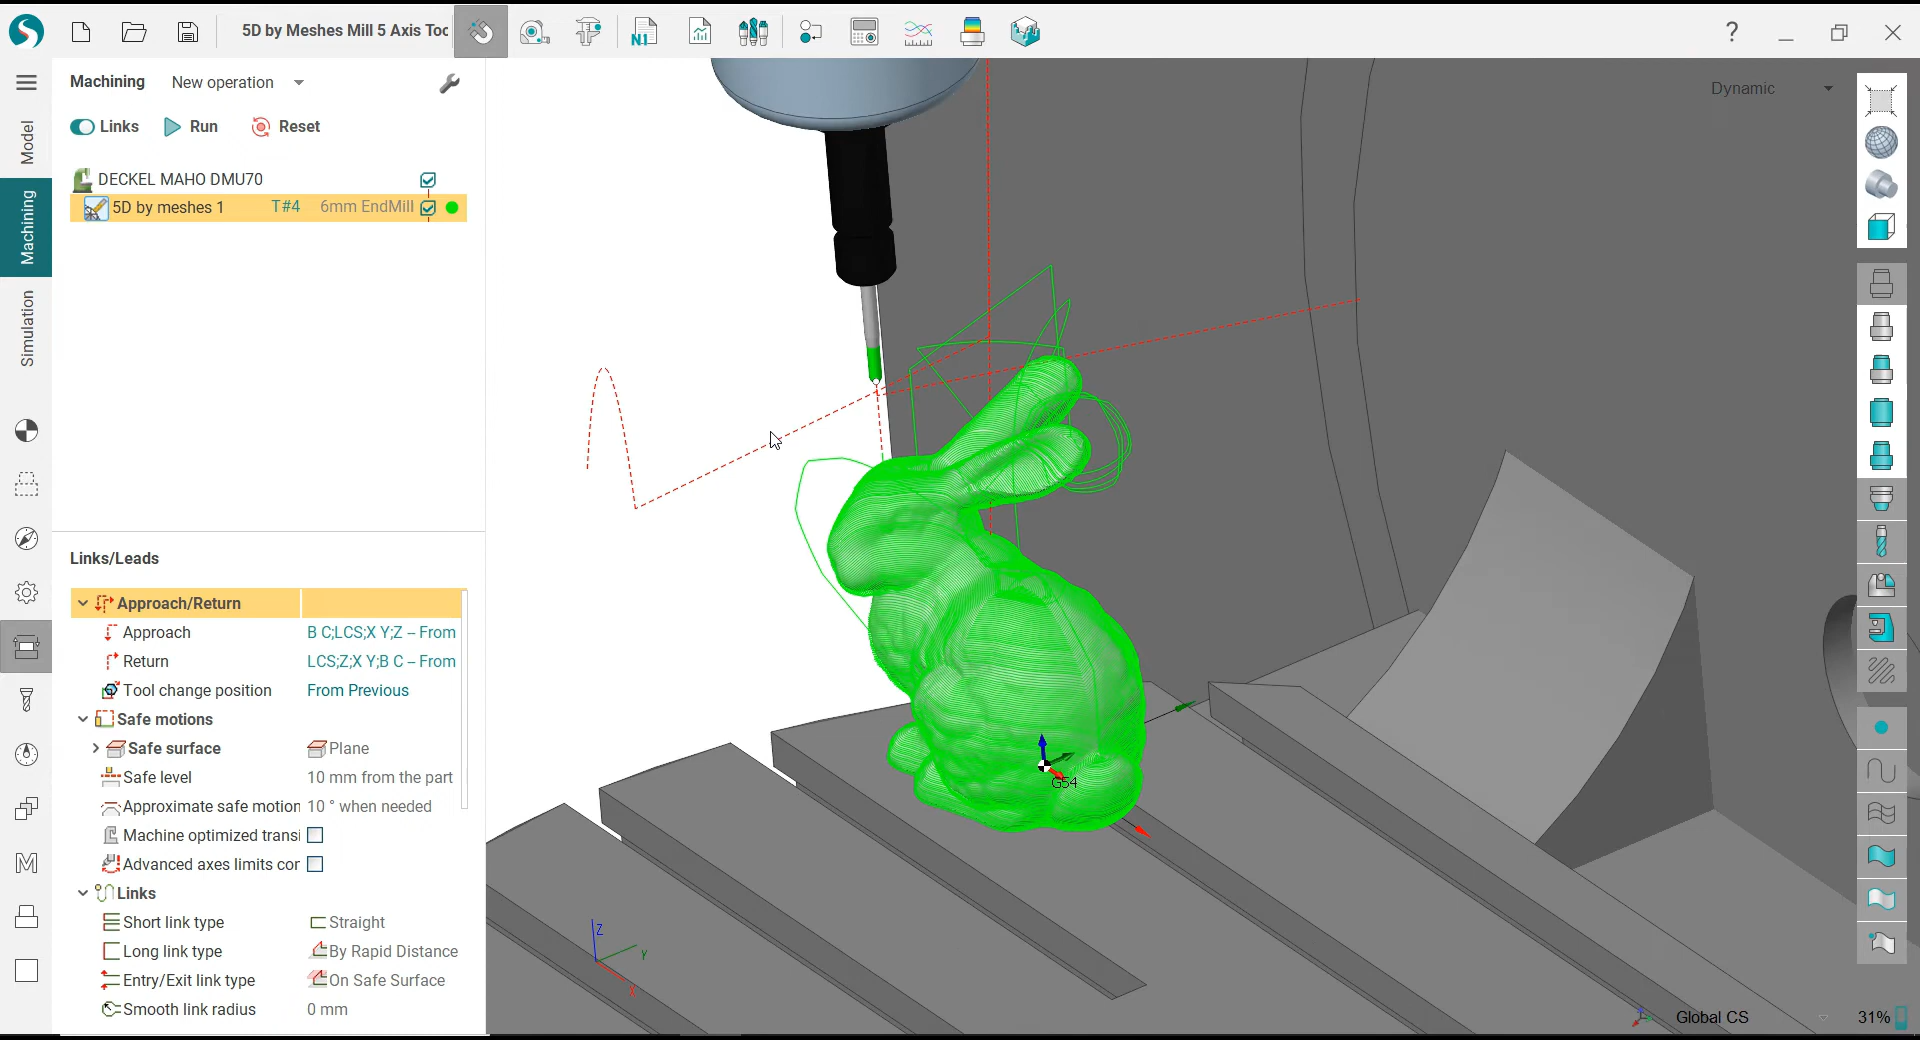 5D by Meshes Mill 5 Axis Too
N1
?
Machining New operation
Links Run Reset
Model
Machining
Simulation
DECKEL MAHO DMU70
5D by meshes 1 T#4 6mm EndMill
Dynamic
Links/Leads
Approach/Return
Approach B C;LCS;X Y;Z – From
Return LCS;Z;X Y;B C – From
Tool change position From Previous
Safe motions
Safe surface Plane
Safe level 10 mm from the part
Approximate safe motion 10 ° when needed
Machine optimized transi
Advanced axes limits cor
Links
Short link type Straight
Long link type By Rapid Distance
Entry/Exit link type On Safe Surface
Smooth link radius 0 mm
M
G54
Z
Y
X
Global CS
31%